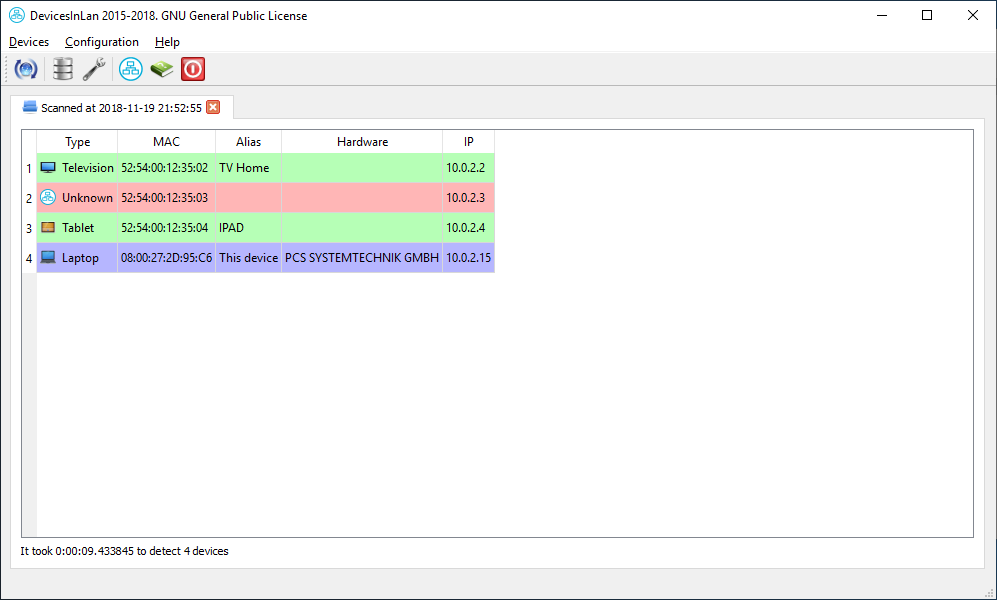 DevicesInLan 2015-2018. GNU General Public License
Devices Configuration Help
Scanned at 2018-11-19 21:52:55
Type MAC Alias Hardware IP
1 Television 52:54:00:12:35:02 TV Home 10.0.2.2
2 Unknown 52:54:00:12:35:03 10.0.2.3
3 Tablet 52:54:00:12:35:04 IPAD 10.0.2.4
4 Laptop 08:00:27:2D:95:C6 This device PCS SYSTEMTECHNIK GMBH 10.0.2.15
It took 0:00:09.433845 to detect 4 devices